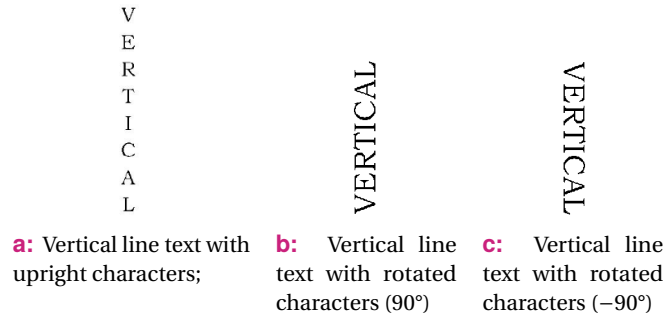 V
E
R
T
I
C
A
L
VERTICAL
VERTICAL
a: Vertical line text with
upright characters;
b: Vertical line
text with rotated
characters (90°)
c: Vertical line
text with rotated
characters (−90°)